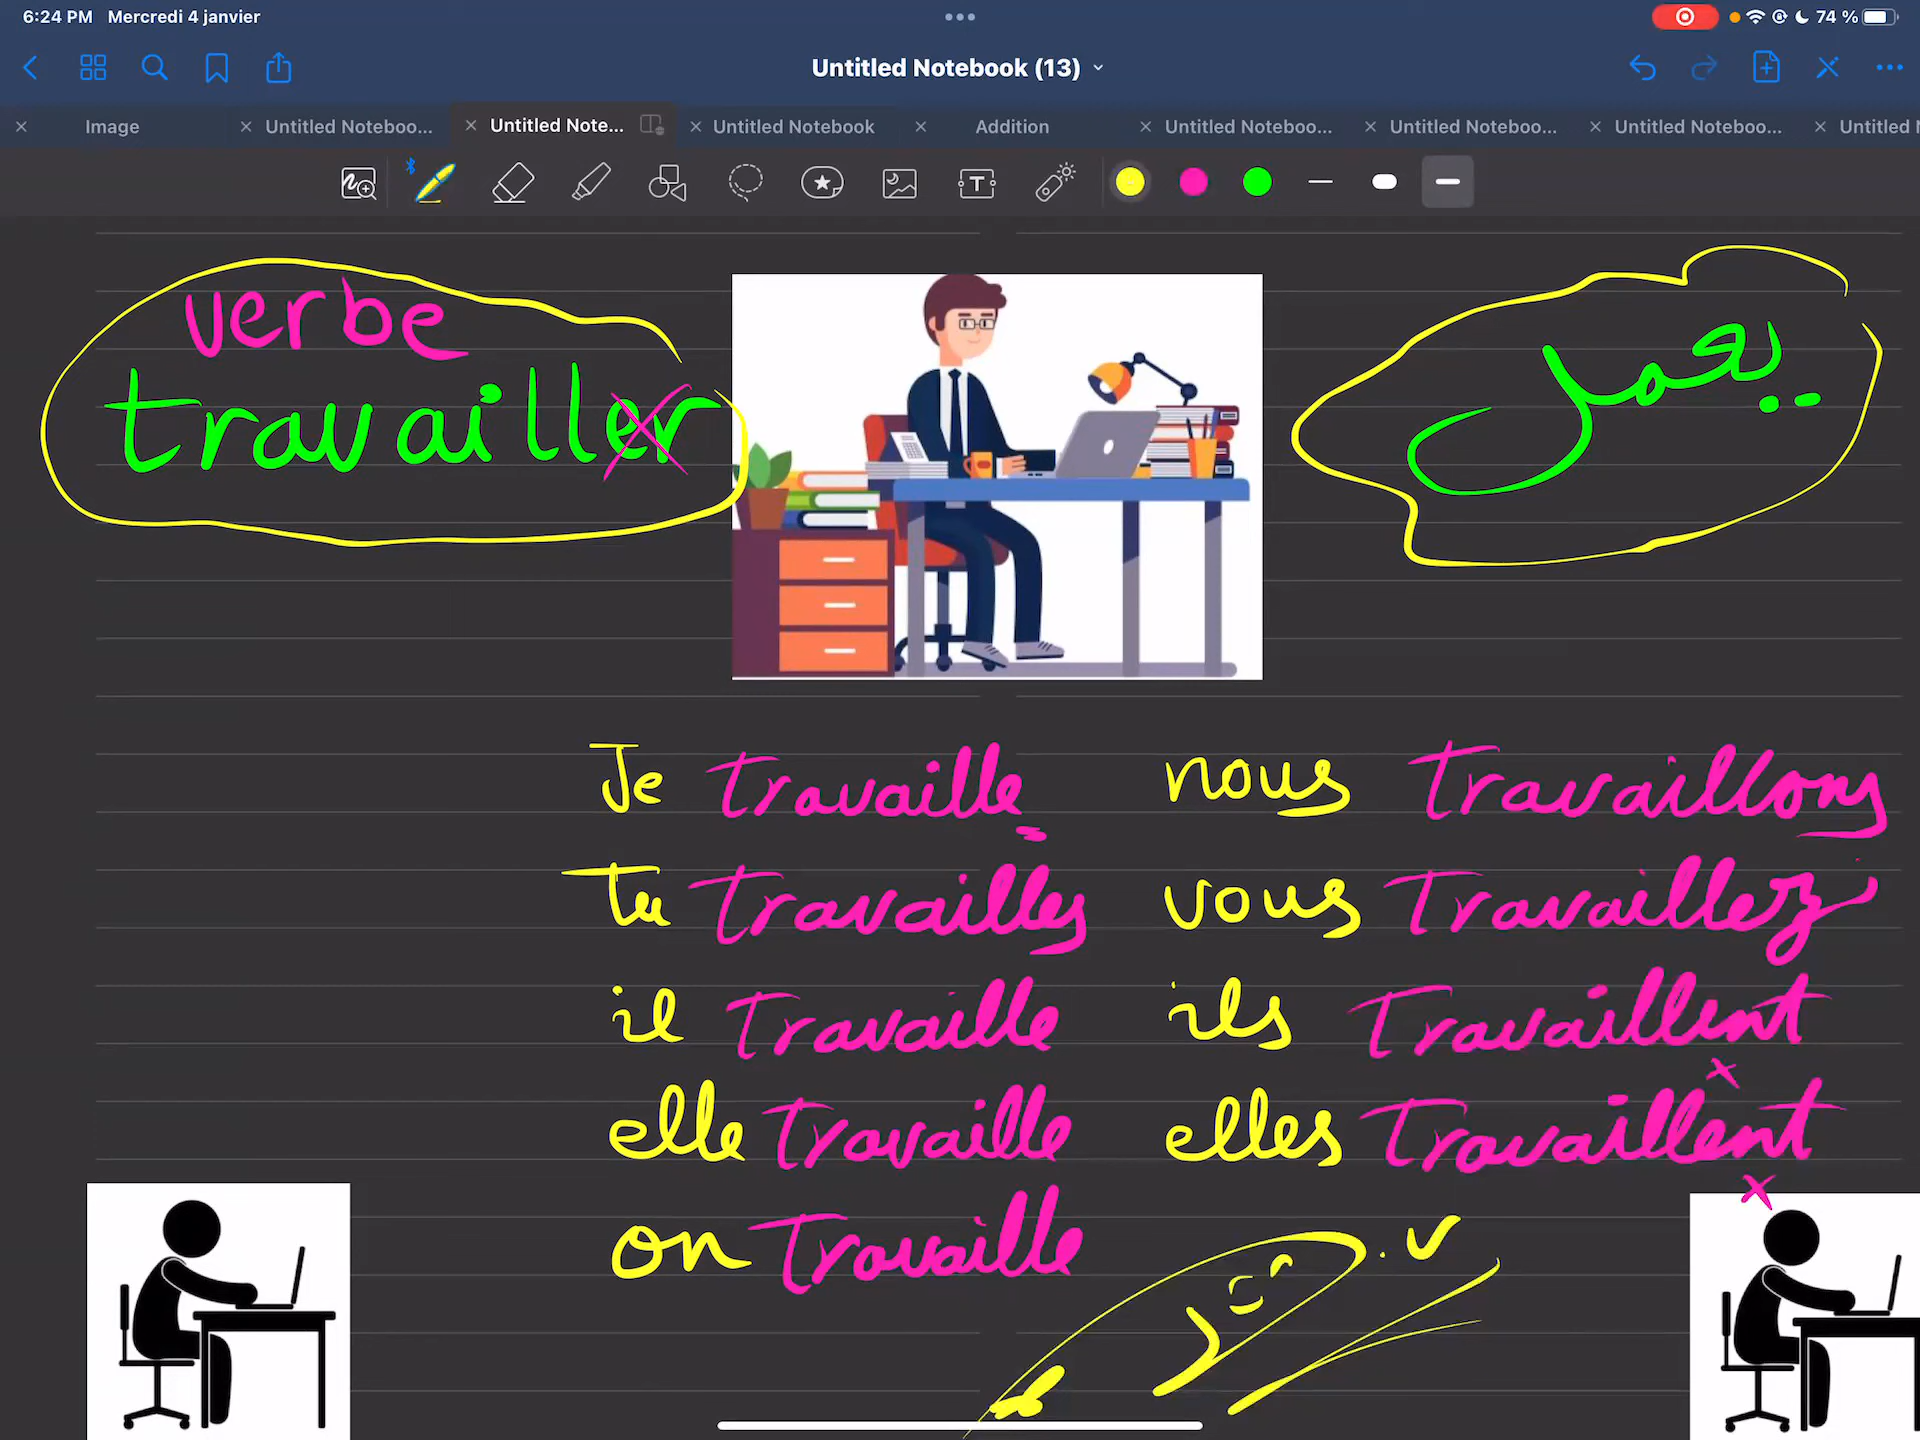 6:24 PM Mercredi 4 janvier 74 %
Untitled Notebook (13)
Image Untitled Noteboo... Untitled Note... Untitled Notebook Addition Untitled Noteboo... Untitled Noteboo... Untitled Noteboo... Untitled
T
verbe
travailler
يعمل
Je travaille nous travaillons
tu travailles vous travaillez
il travaille ils travaillent
elle travaille elles travaillent
on travaille